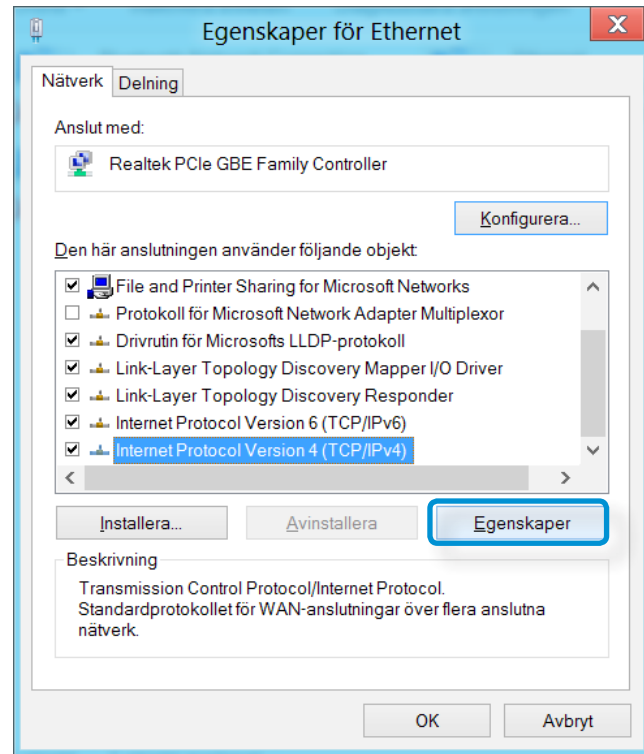 Egenskaper för Ethernet
X
Nätverk
Delning
Anslut med:
Realtek PCIe GBE Family Controller
Konfigurera...
Den här anslutningen använder följande objekt:
File and Printer Sharing for Microsoft Networks
Protokoll för Microsoft Network Adapter Multiplexor
Drivrutin för Microsofts LLDP-protokoll
Link-Layer Topology Discovery Mapper I/O Driver
Link-Layer Topology Discovery Responder
Internet Protocol Version 6 (TCP/IPv6)
Internet Protocol Version 4 (TCP/IPv4)
Installera...
Avinstallera
Egenskaper
Beskrivning
Transmission Control Protocol/Internet Protocol.
Standardprotokollet för WAN-anslutningar över flera anslutna
nätverk.
OK
Avbryt